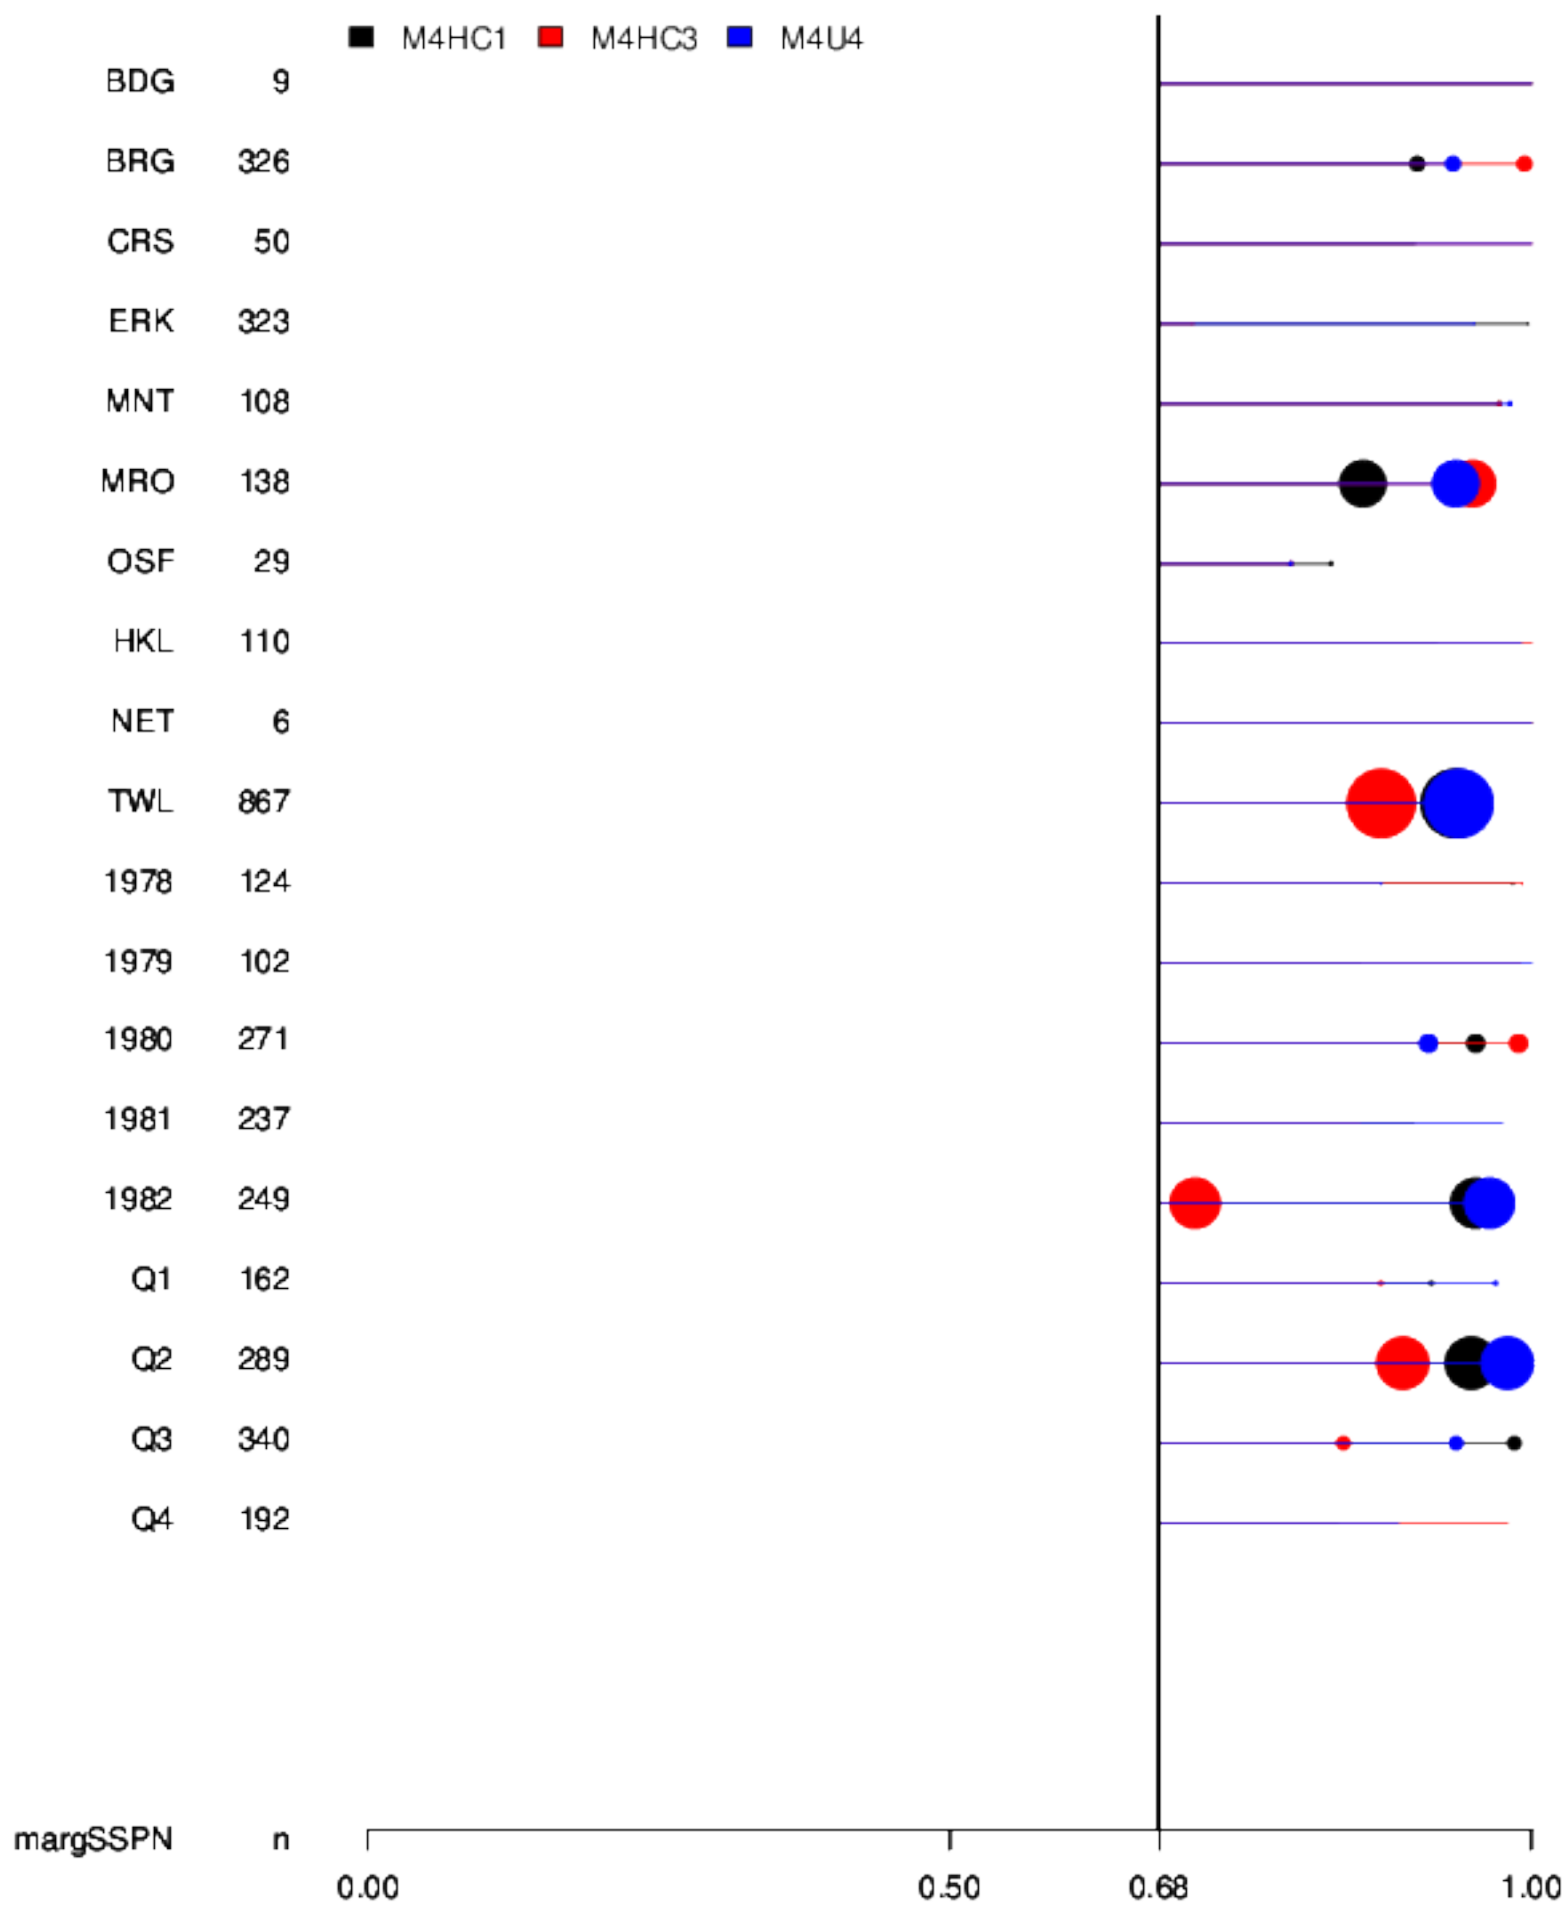 M4HC1 M4HC3 M4U4
BDG 9
BRG 326
CRS 50
ERK 323
MNT 108
MRO 138
OSF 29
HKL 110
NET 6
TWL 867
1978 124
1979 102
1980 271
1981 237
1982 249
Q1 162
Q2 289
Q3 340
Q4 192
margSSPN n
0.00 0.50 0.68 1.00